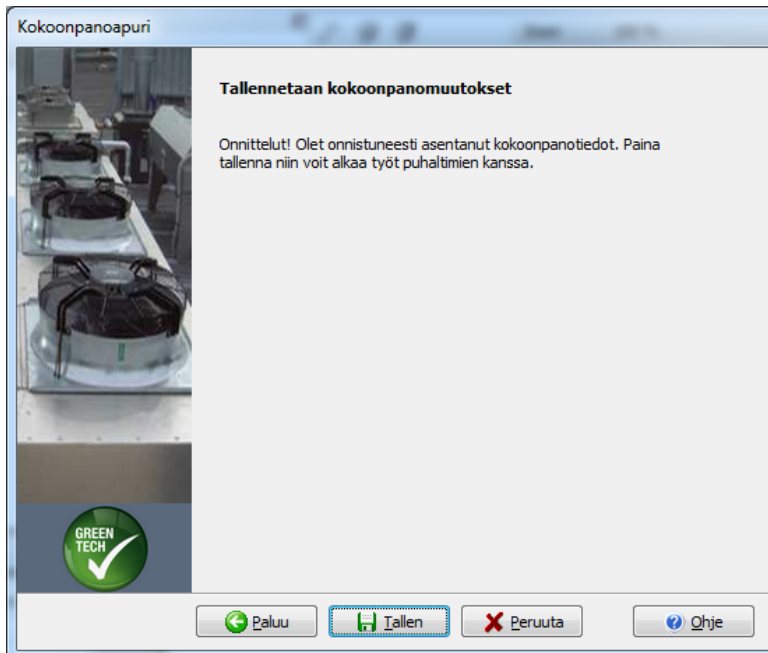 Kokoonpanoapuri
Tallennetaan kokoonpanomuutokset
Onnittelut! Olet onnistuneesti asentanut kokoonpanotiedot. Paina
tallenna niin voit alkaa työt puhaltimien kanssa.
GREEN
TECH
Paluu
Tallen
Peruuta
Ohje